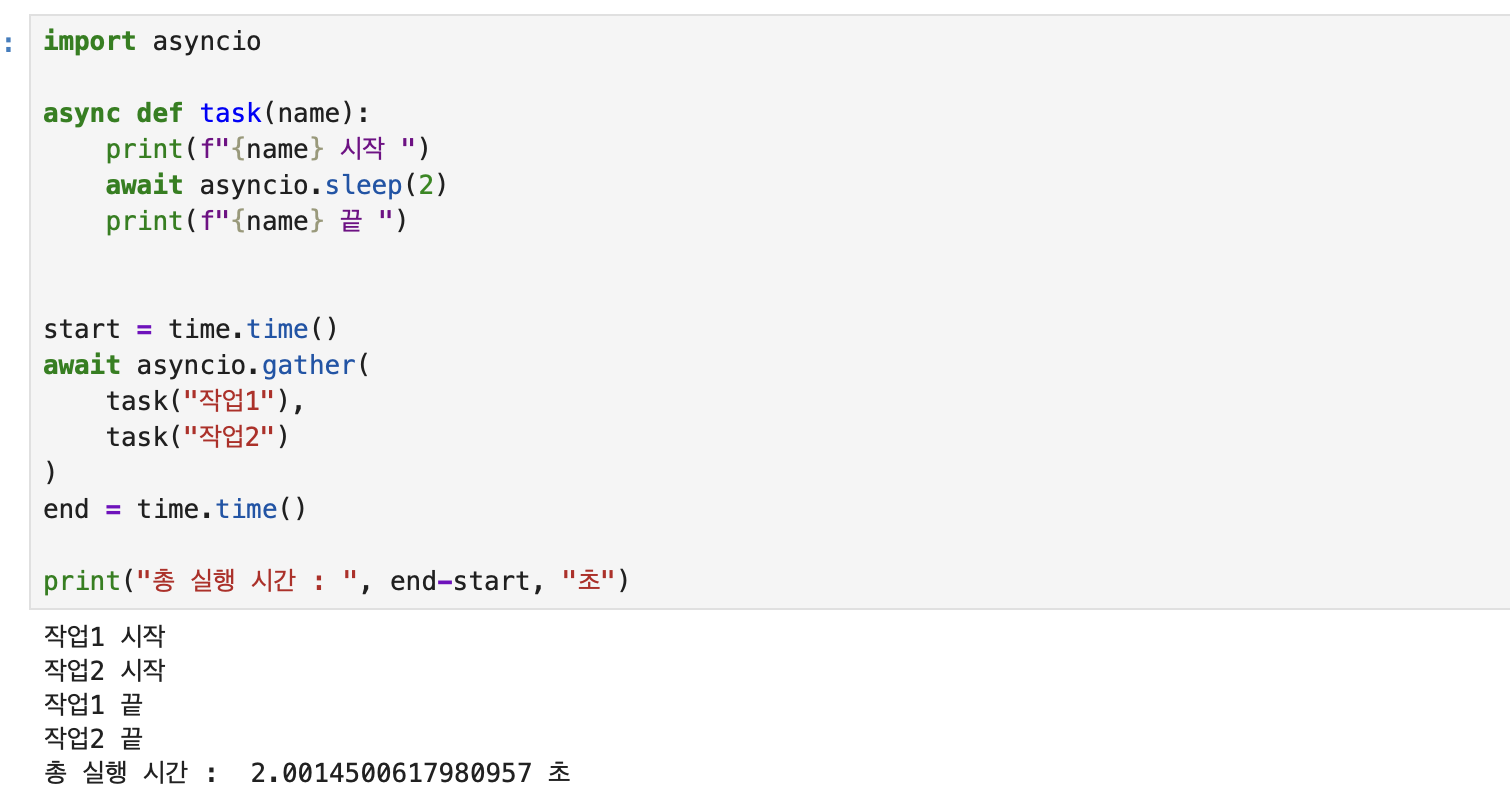 :
import asyncio
async def task(name):
    print(f"{name} 시작 ")
    await asyncio.sleep(2)
    print(f"{name} 끝 ")
start = time.time()
await asyncio.gather(
    task("작업1"),
    task("작업2")
)
end = time.time()
print("총 실행 시간 : ", end-start, "초")
작업1 시작
작업2 시작
작업1 끝
작업2 끝
총 실행 시간 :  2.0014500617980957 초